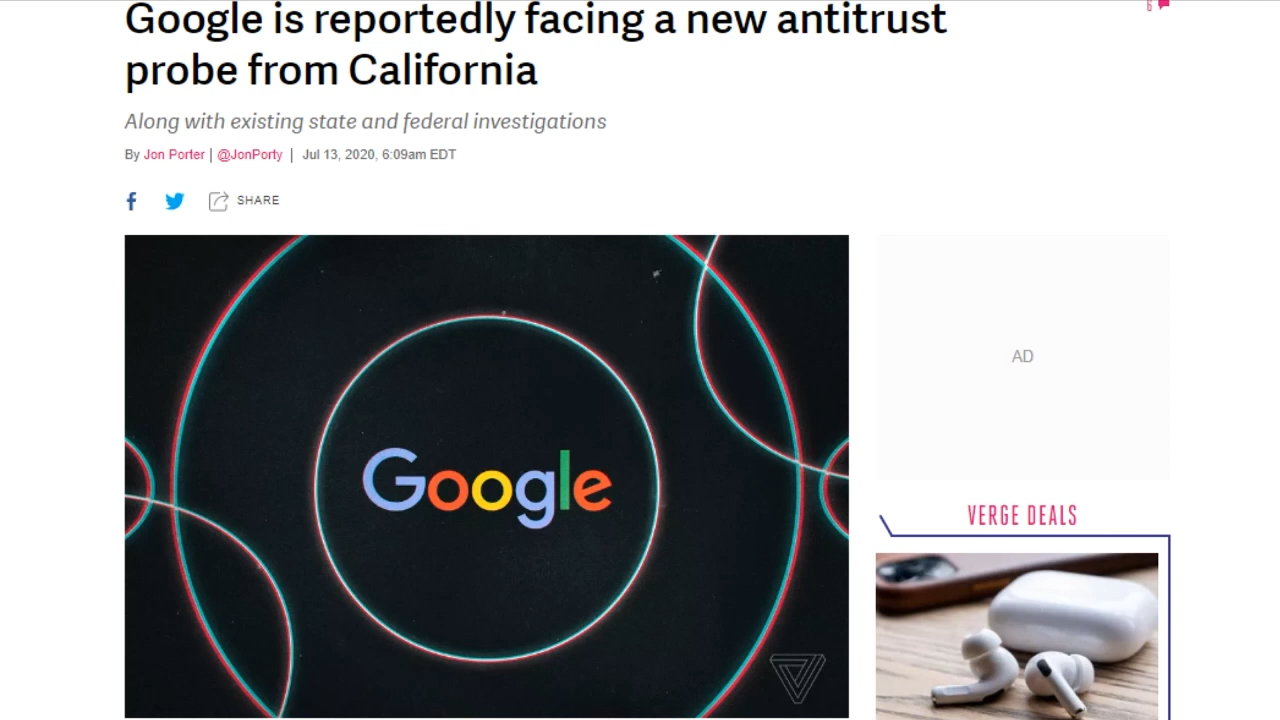 Google is reportedly facing a new antitrust
6
probe from California
Along with existing state and federal investigations
By Jon Porter | @JonPorty | Jul 13, 2020, 6:09am EDT
SHARE
Google
AD
VERGE DEALS